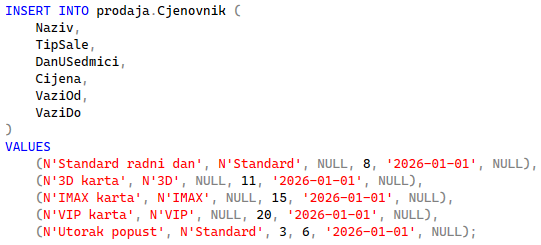 INSERT INTO prodaja.Cjenovnik (
    Naziv,
    TipSale,
    DanUSedmici,
    Cijena,
    VaziOd,
    VaziDo
)
VALUES
    (N'Standard radni dan', N'Standard', NULL, 8, '2026-01-01', NULL),
    (N'3D karta', N'3D', NULL, 11, '2026-01-01', NULL),
    (N'IMAX karta', N'IMAX', NULL, 15, '2026-01-01', NULL),
    (N'VIP karta', N'VIP', NULL, 20, '2026-01-01', NULL),
    (N'Utorak popust', N'Standard', 3, 6, '2026-01-01', NULL);